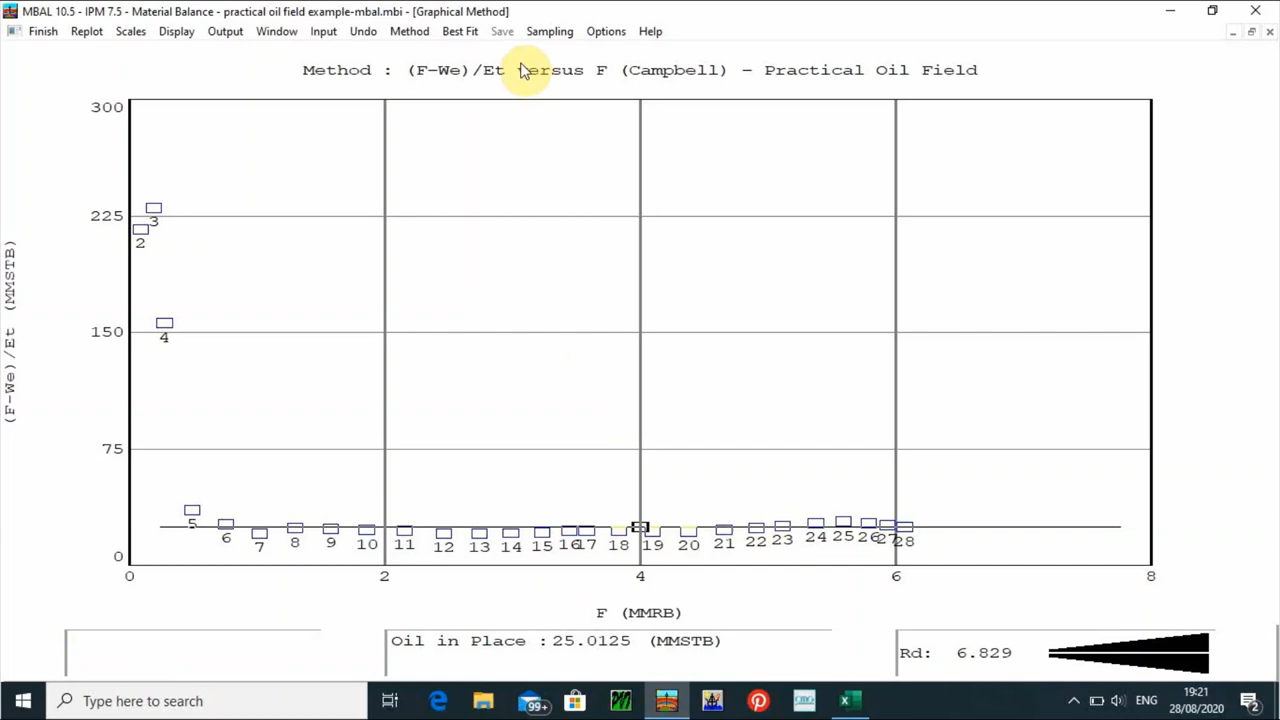 MBAL 10.5 - IPM 7.5 - Material Balance - practical oil field example-mbal.mbi - [Graphical Method]
Finish Replot Scales Display Output Window Input Undo Method Best Fit Save Sampling Options Help
Method : (F-We)/Et versus F (Campbell) - Practical Oil Field
300
225
150
75
0
(F-We)/Et (MMSTB)
2
3
4
5 6 7 8 9 10 11 12 13 14 15 16 17 18 19 20 21 22 23 24 25 26 27 28
0 2 4 6 8
F (MMRB)
Oil in Place : 25.0125 (MMSTB)
Rd: 6.829
Type here to search
99+
CMG
ENG
19:21
28/08/2020
2